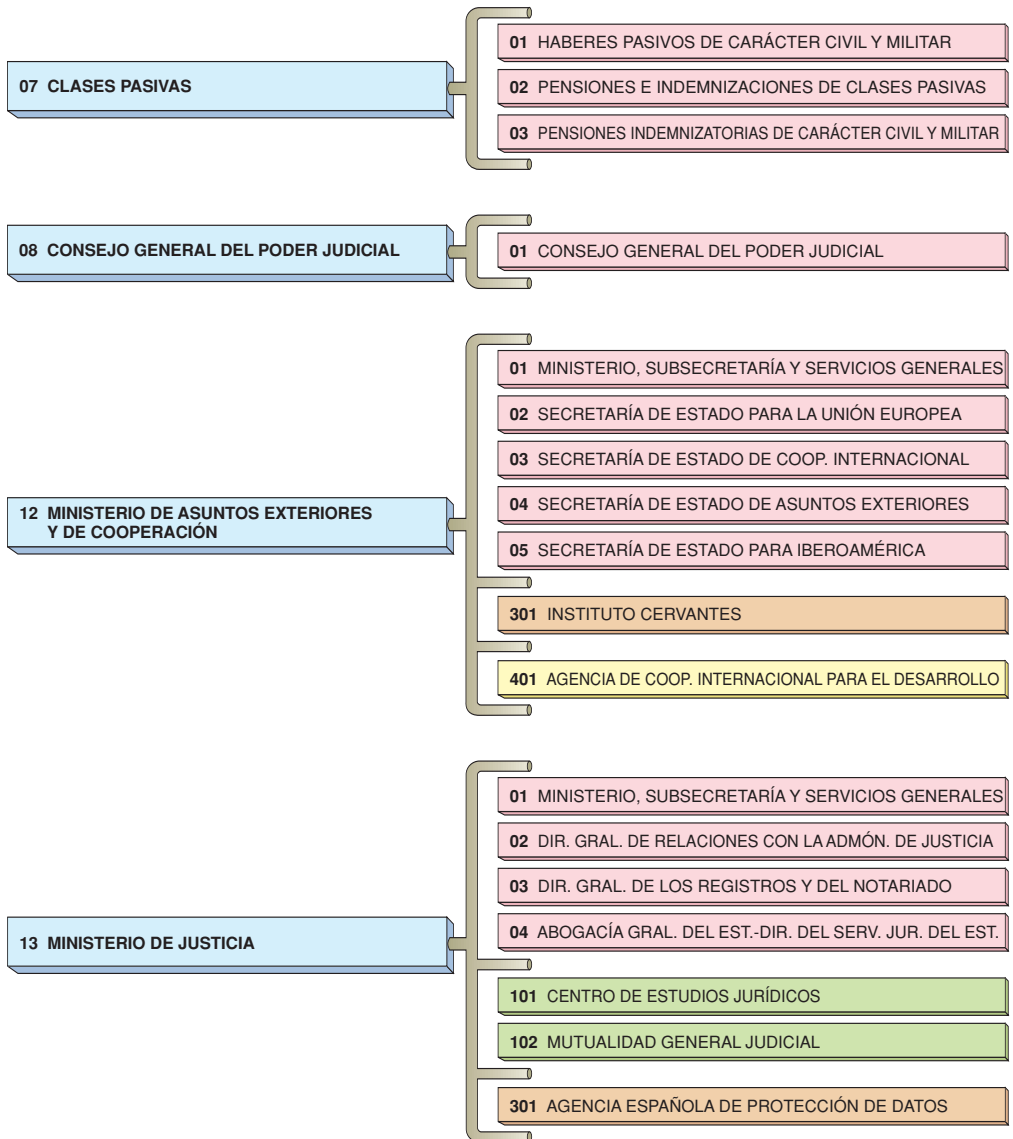 07 CLASES PASIVAS
01 HABERES PASIVOS DE CARÁCTER CIVIL Y MILITAR
02 PENSIONES E INDEMNIZACIONES DE CLASES PASIVAS
03 PENSIONES INDEMNIZATORIAS DE CARÁCTER CIVIL Y MILITAR
08 CONSEJO GENERAL DEL PODER JUDICIAL
01 CONSEJO GENERAL DEL PODER JUDICIAL
12 MINISTERIO DE ASUNTOS EXTERIORES
Y DE COOPERACIÓN
01 MINISTERIO, SUBSECRETARÍA Y SERVICIOS GENERALES
02 SECRETARÍA DE ESTADO PARA LA UNIÓN EUROPEA
03 SECRETARÍA DE ESTADO DE COOP. INTERNACIONAL
04 SECRETARÍA DE ESTADO DE ASUNTOS EXTERIORES
05 SECRETARÍA DE ESTADO PARA IBEROAMÉRICA
301 INSTITUTO CERVANTES
401 AGENCIA DE COOP. INTERNACIONAL PARA EL DESARROLLO
13 MINISTERIO DE JUSTICIA
01 MINISTERIO, SUBSECRETARÍA Y SERVICIOS GENERALES
02 DIR. GRAL. DE RELACIONES CON LA ADMÓN. DE JUSTICIA
03 DIR. GRAL. DE LOS REGISTROS Y DEL NOTARIADO
04 ABOGACÍA GRAL. DEL EST.-DIR. DEL SERV. JUR. DEL EST.
101 CENTRO DE ESTUDIOS JURÍDICOS
102 MUTUALIDAD GENERAL JUDICIAL
301 AGENCIA ESPAÑOLA DE PROTECCIÓN DE DATOS